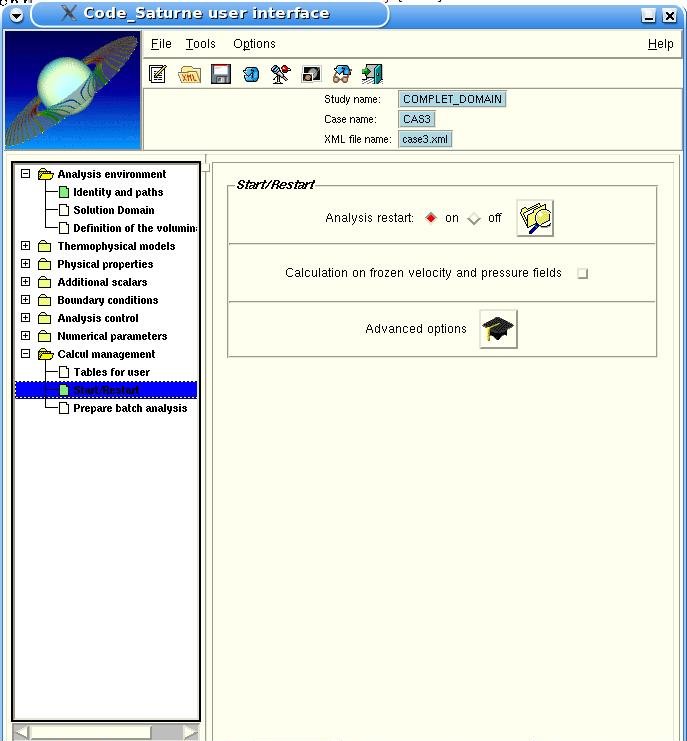 Code_Saturne user interface
File Tools Options Help
XML
Study name: COMPLET_DOMAIN
Case name: CAS3
XML file name: case3.xml
Analysis environment
Identity and paths
Solution Domain
Definition of the volumin
Thermophysical models
Physical properties
Additional scalars
Boundary conditions
Analysis control
Numerical parameters
Calcul management
Tables for user
Start/Restart
Prepare batch analysis
Start/Restart
Analysis restart: on off
Calculation on frozen velocity and pressure fields
Advanced options